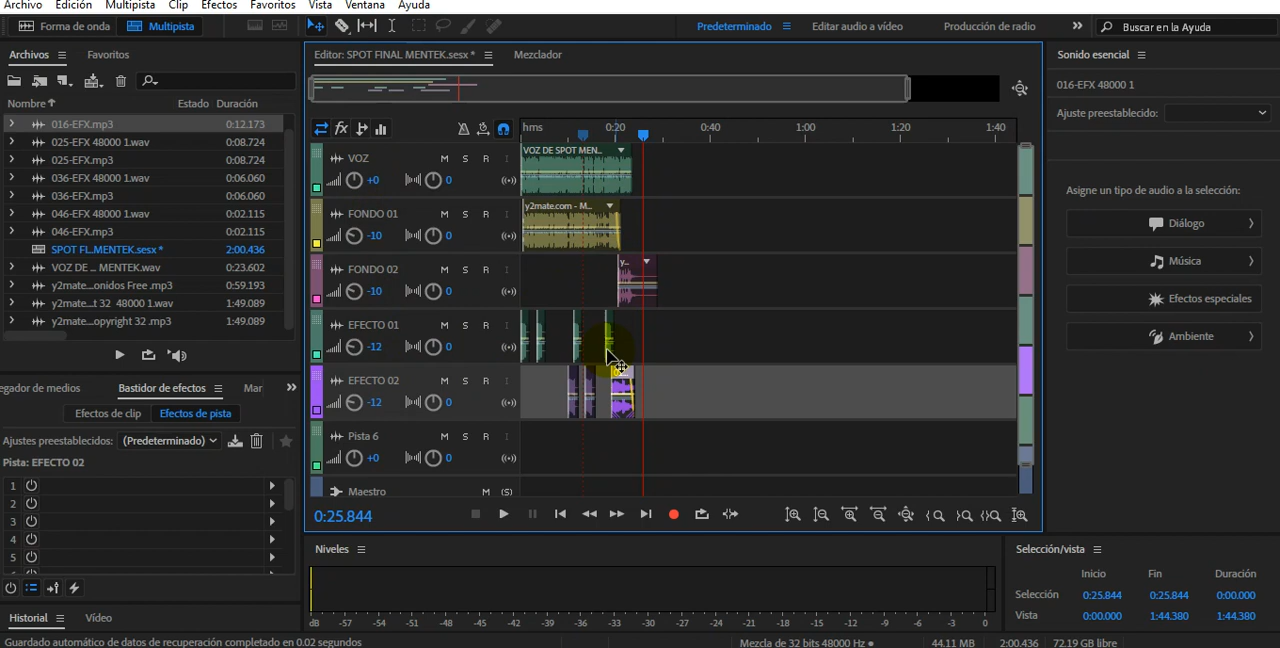 Archivo Edición Multipista Clip Efectos Favoritos Vista Ventana Ayuda
Forma de onda Multipista Predeterminado Editar audio a vídeo Producción de radio Buscar en la Ayuda
Archivos Favoritos
Nombre Estado Duración
016-EFX.mp3 0:12.173
025-EFX 48000 1.wav 0:08.724
025-EFX.mp3 0:08.724
036-EFX 48000 1.wav 0:06.060
036-EFX.mp3 0:06.060
046-EFX 48000 1.wav 0:02.115
046-EFX.mp3 0:02.115
SPOT FI...MENTEK.sesx * 2:00.436
VOZ DE ... MENTEK.wav 0:23.602
y2mate....onidos Free .mp3 0:59.193
y2mate....t 32 48000 1.wav 1:49.089
y2mate....opyright 32 .mp3 1:49.089
egador de medios Bastidor de efectos Mar
Efectos de clip Efectos de pista
Ajustes preestablecidos: (Predeterminado)
Pista: EFECTO 02
1
2
3
4
5
Historial Vídeo
Editor: SPOT FINAL MENTEK.sesx * Mezclador
hms 0:20 0:40 1:00 1:20 1:40
VOZ M S R I VOZ DE SPOT MEN...
+0 0
FONDO 01 M S R I y2mate.com - M...
-10 0
FONDO 02 M S R I y...
-10 0
EFECTO 01 M S R I
-12 0
EFECTO 02 M S R I
-12 0
Pista 6 M S R I
+0 0
Maestro M (S)
0:25.844
Niveles
dB -57 -54 -51 -48 -45 -42 -39 -36 -33 -30 -27 -24 -21 -18 -15 -12 -9 -6 -3 0
Sonido esencial
016-EFX 48000 1
Ajuste preestablecido:
Asigne un tipo de audio a la selección:
Diálogo
Música
Efectos especiales
Ambiente
Selección/vista
Inicio Fin Duración
Selección 0:25.844 0:25.844 0:00.000
Vista 0:00.000 1:44.380 1:44.380
Guardado automático de datos de recuperación completado en 0.02 segundos Mezcla de 32 bits 48000 Hz 44.11 MB 2:00.436 72.19 GB libre